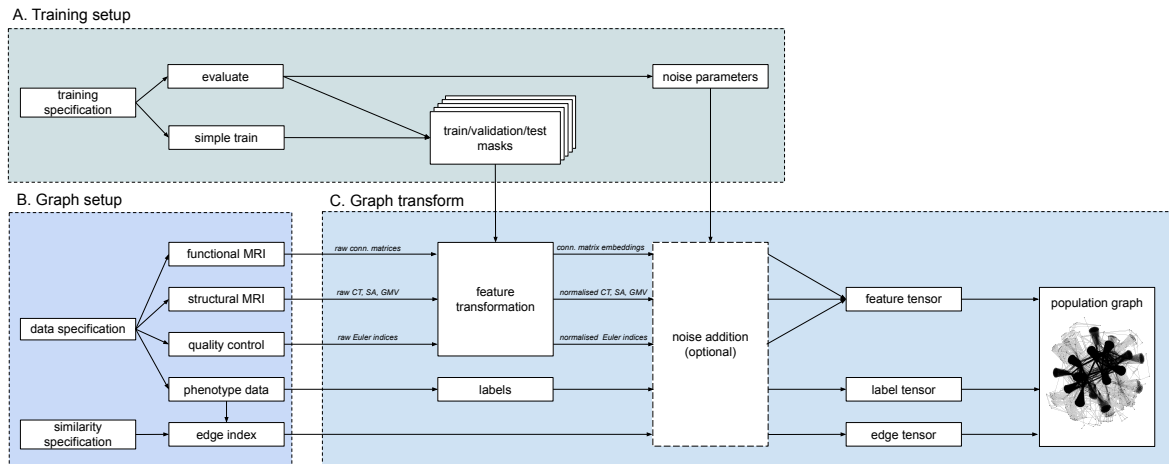 A. Training setup
training
specification
evaluate
simple train
train/validation/test
masks
noise parameters
B. Graph setup
data specification
functional MRI
structural MRI
quality control
phenotype data
similarity
specification
edge index
C. Graph transform
raw conn. matrices
raw CT, SA, GMV
raw Euler indices
feature
transformation
labels
conn. matrix embeddings
normalised CT, SA, GMV
normalised Euler indices
noise addition
(optional)
feature tensor
label tensor
edge tensor
population graph